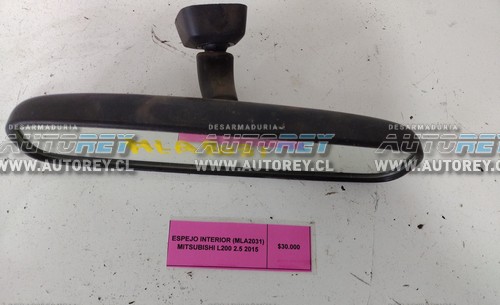 DESARMADURIA
AUTOREY
WWW.AUTOREY.CL
DESARMADURIA
AUTOREY
WWW.AUTOREY.CL
DESARMADURIA
AUTOREY
WWW.AUTOREY.CL
ESPEJO INTERIOR (MLA2031)
MITSUBISHI L200 2.5 2015
$30.000